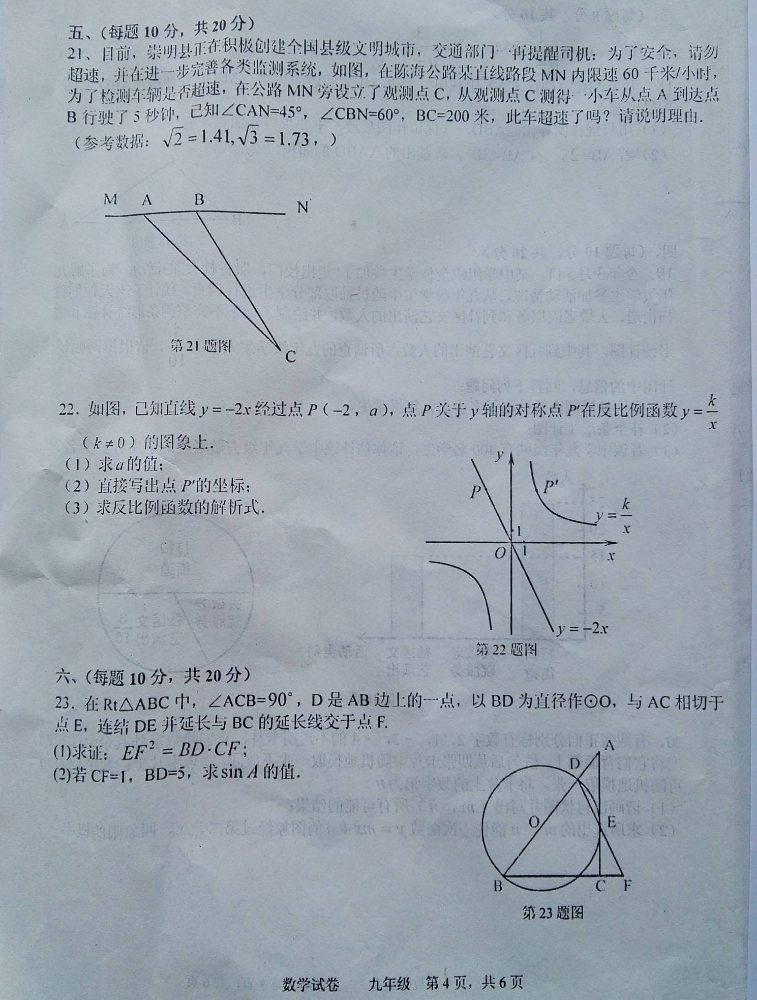 五、(每题 10 分，共 20 分)
21、目前，崇明县正在积极创建全国县级文明城市，交通部门一再提醒司机：为了安全，请勿
超速，并在进一步完善各类监测系统，如图，在陈海公路某直线路段 MN 内限速 60 千米/小时，
为了检测车辆是否超速，在公路 MN 旁设立了观测点 C，从观测点 C 测得一小车从点 A 到达点
B 行驶了 5 秒钟，已知∠CAN=45°，∠CBN=60°，BC=200 米，此车超速了吗？请说明理由.
（参考数据：√2 = 1.41, √3 = 1.73，）
M A B N
C
第 21 题图
22．如图，已知直线 y = −2x 经过点 P（−2，a），点 P 关于 y 轴的对称点 P′在反比例函数 y = k/x
（k ≠ 0）的图象上．
（1）求 a 的值；
（2）直接写出点 P′的坐标；
（3）求反比例函数的解析式．
y
P P′
y = k/x
1
O 1 x
y = −2x
第 22 题图
六、（每题 10 分，共 20 分）
23．在 Rt△ABC 中，∠ACB=90°，D 是 AB 边上的一点，以 BD 为直径作⊙O，与 AC 相切于
点 E，连结 DE 并延长与 BC 的延长线交于点 F.
(1)求证：EF² = BD·CF；
(2)若 CF=1，BD=5，求 sin A 的值.
A
D
O E
B C F
第 23 题图
数学试卷 九年级 第 4 页，共 6 页